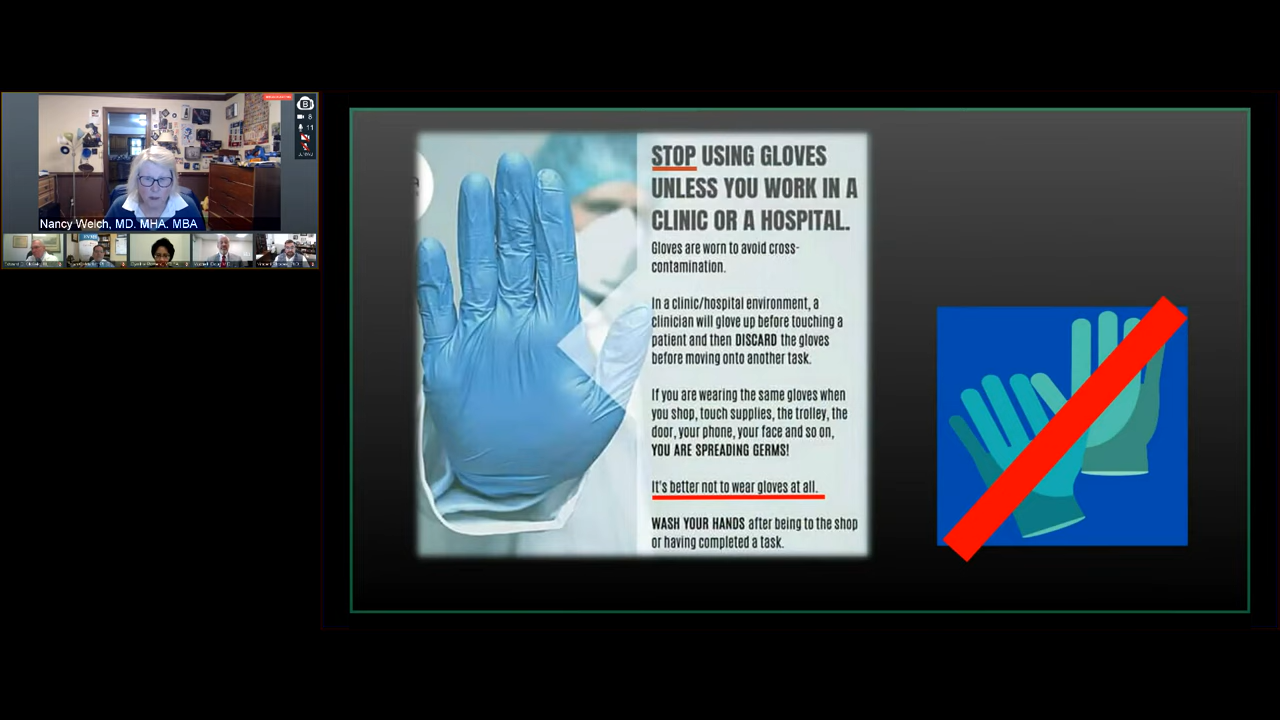 Nancy Welch, MD. MHA. MBA
8
11
STOP USING GLOVES
UNLESS YOU WORK IN A
CLINIC OR A HOSPITAL.
Gloves are worn to avoid cross-
contamination.
In a clinic/hospital environment, a
clinician will glove up before touching a
patient and then DISCARD the gloves
before moving onto another task.
If you are wearing the same gloves when
you shop, touch supplies, the trolley, the
door, your phone, your face and so on,
YOU ARE SPREADING GERMS!
It's better not to wear gloves at all.
WASH YOUR HANDS after being to the shop
or having completed a task.